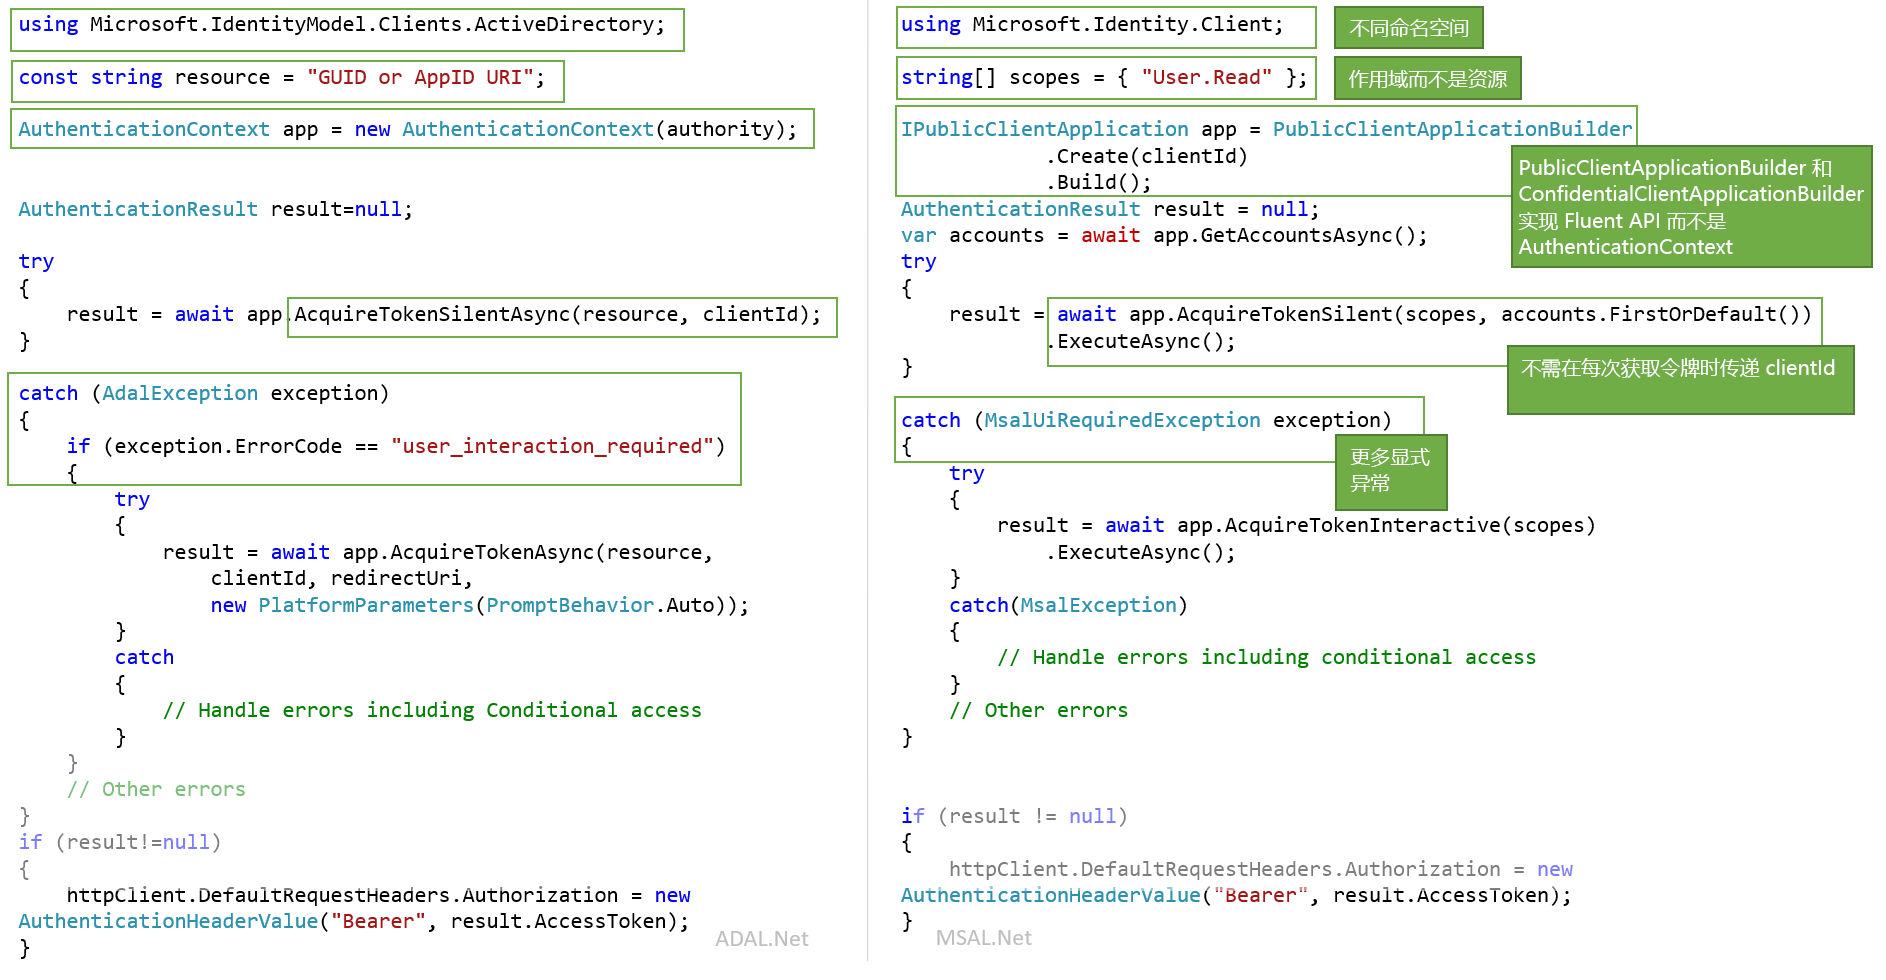 using Microsoft.IdentityModel.Clients.ActiveDirectory;
const string resource = "GUID or AppID URI";
AuthenticationContext app = new AuthenticationContext(authority);
AuthenticationResult result=null;
try
{
    result = await app.AcquireTokenSilentAsync(resource, clientId);
}
catch (AdalException exception)
{
    if (exception.ErrorCode == "user_interaction_required")
    {
        try
        {
            result = await app.AcquireTokenAsync(resource,
                clientId, redirectUri,
                new PlatformParameters(PromptBehavior.Auto));
        }
        catch
        {
            // Handle errors including Conditional access
        }
    }
    // Other errors
}
if (result!=null)
{
    httpClient.DefaultRequestHeaders.Authorization = new
AuthenticationHeaderValue("Bearer", result.AccessToken);
}
ADAL.Net
using Microsoft.Identity.Client;
不同命名空间
string[] scopes = { "User.Read" };
作用域而不是资源
IPublicClientApplication app = PublicClientApplicationBuilder
            .Create(clientId)
            .Build();
PublicClientApplicationBuilder 和
ConfidentialClientApplicationBuilder
实现 Fluent API 而不是
AuthenticationContext
AuthenticationResult result = null;
var accounts = await app.GetAccountsAsync();
try
{
    result = await app.AcquireTokenSilent(scopes, accounts.FirstOrDefault())
            .ExecuteAsync();
}
不需在每次获取令牌时传递 clientId
catch (MsalUiRequiredException exception)
{
更多显式
异常
    try
    {
        result = await app.AcquireTokenInteractive(scopes)
            .ExecuteAsync();
    }
    catch(MsalException)
    {
        // Handle errors including conditional access
    }
    // Other errors
}
if (result != null)
{
    httpClient.DefaultRequestHeaders.Authorization = new
AuthenticationHeaderValue("Bearer", result.AccessToken);
}
MSAL.Net